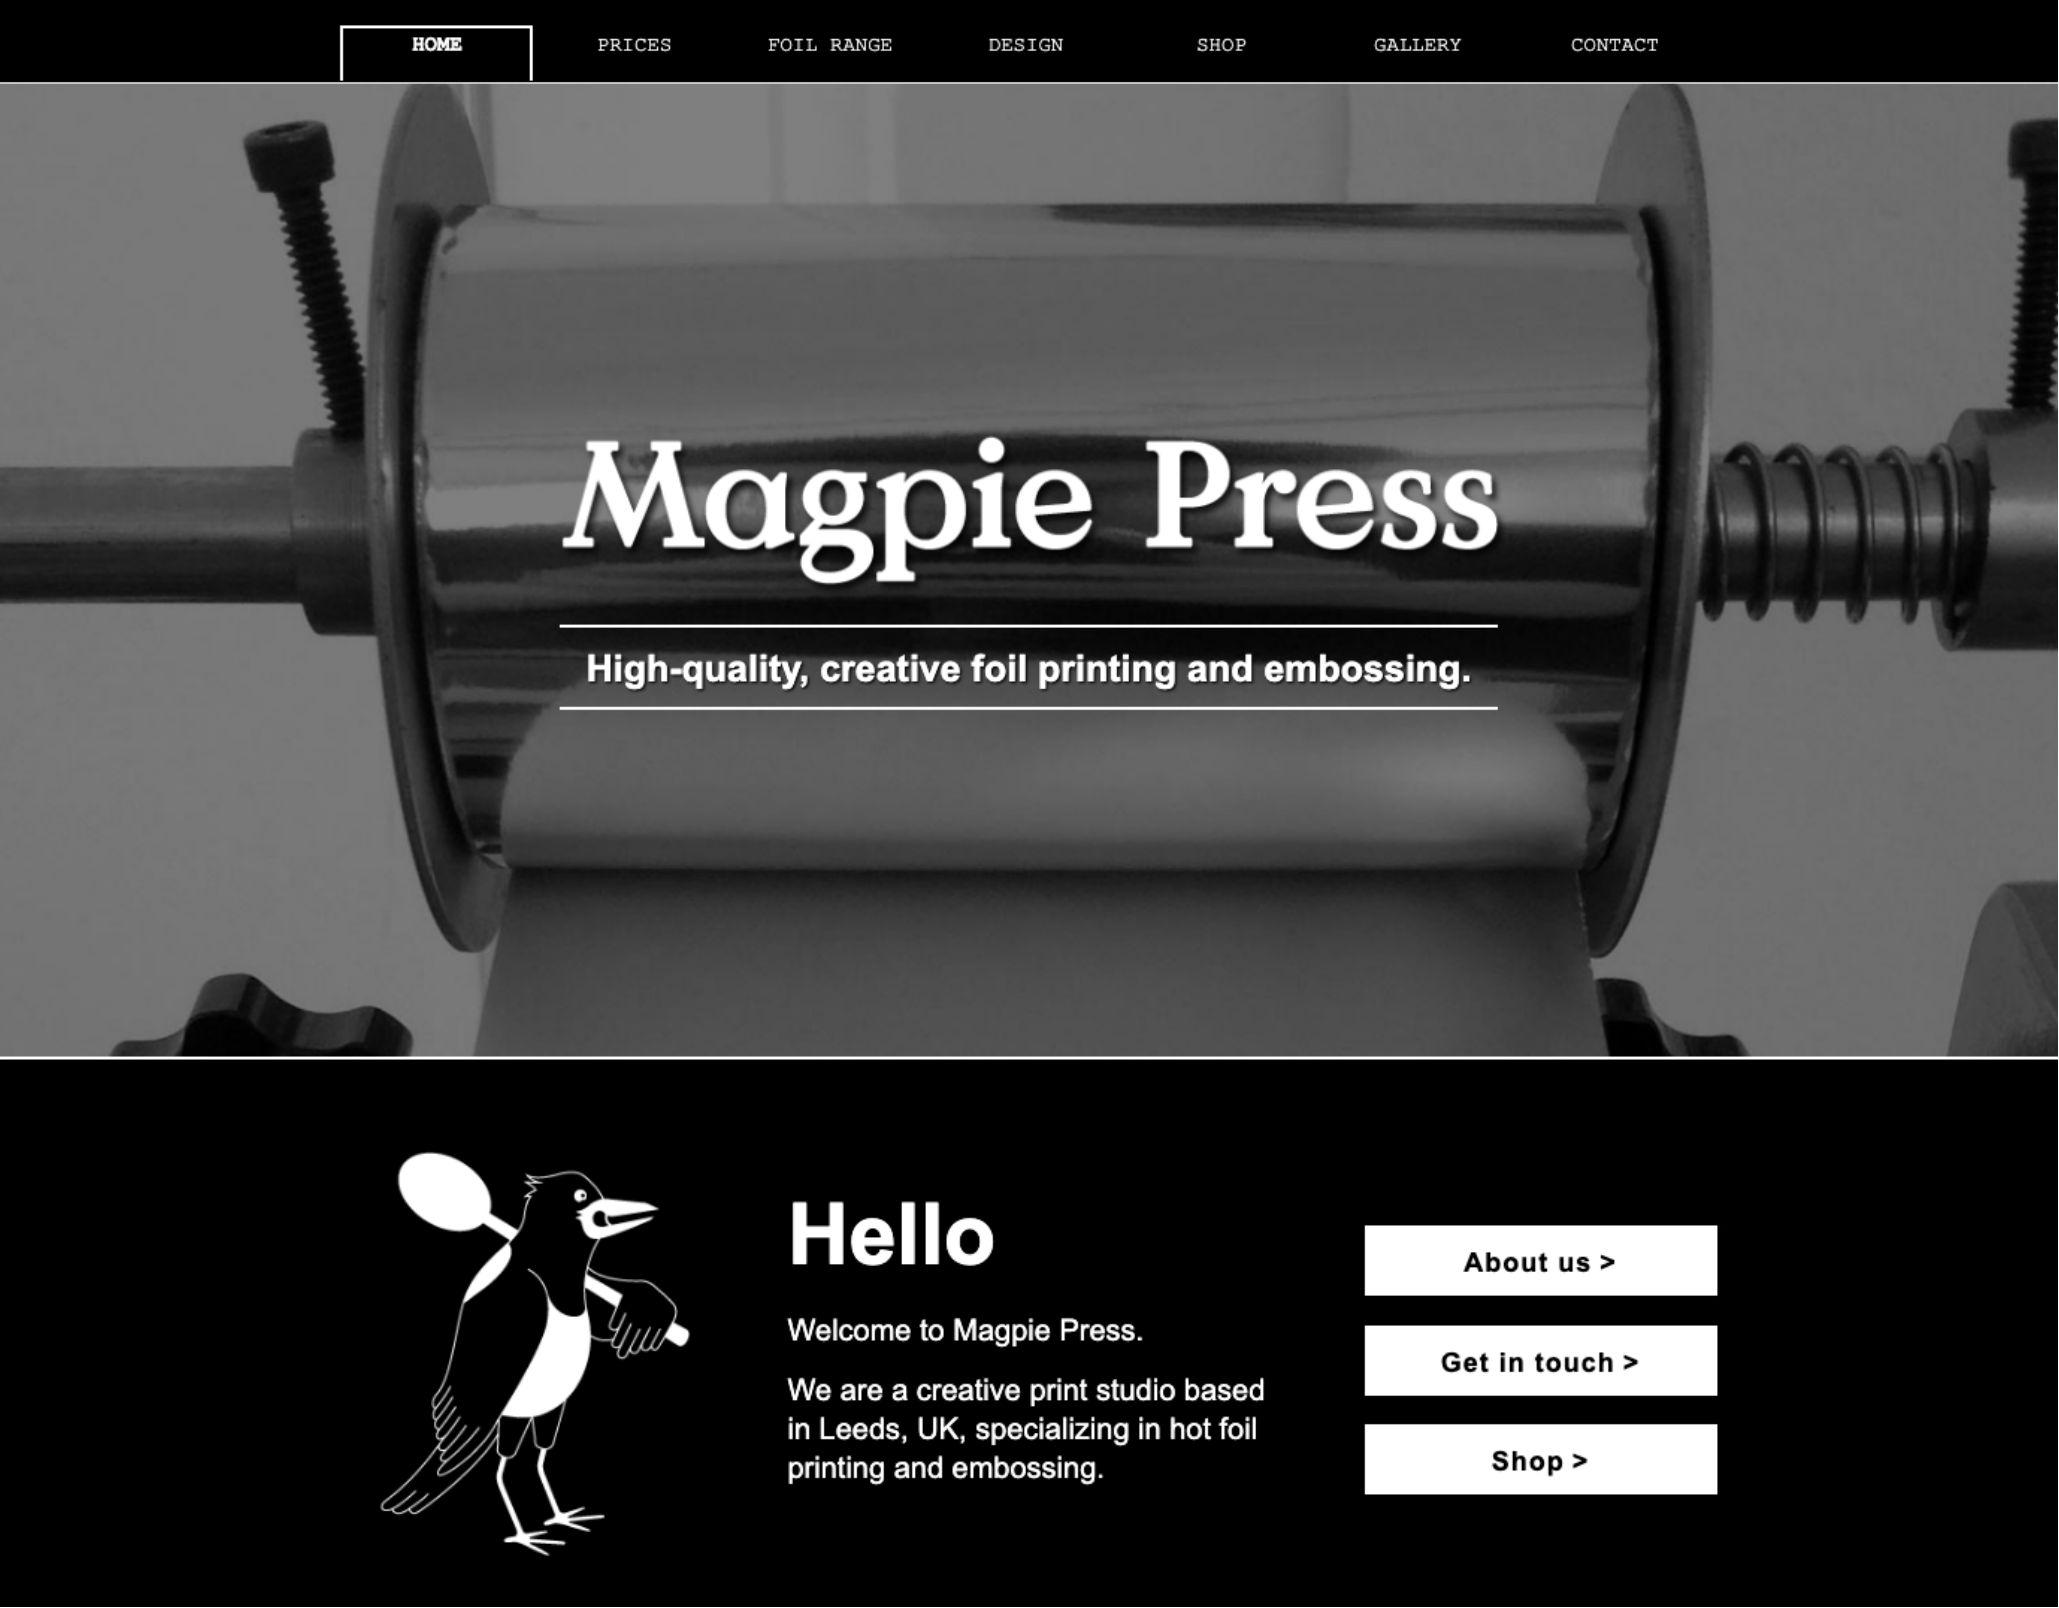 HOME PRICES FOIL RANGE DESIGN SHOP GALLERY CONTACT
Magpie Press
High-quality, creative foil printing and embossing.
Hello
Welcome to Magpie Press.
We are a creative print studio based
in Leeds, UK, specializing in hot foil
printing and embossing.
About us >
Get in touch >
Shop >